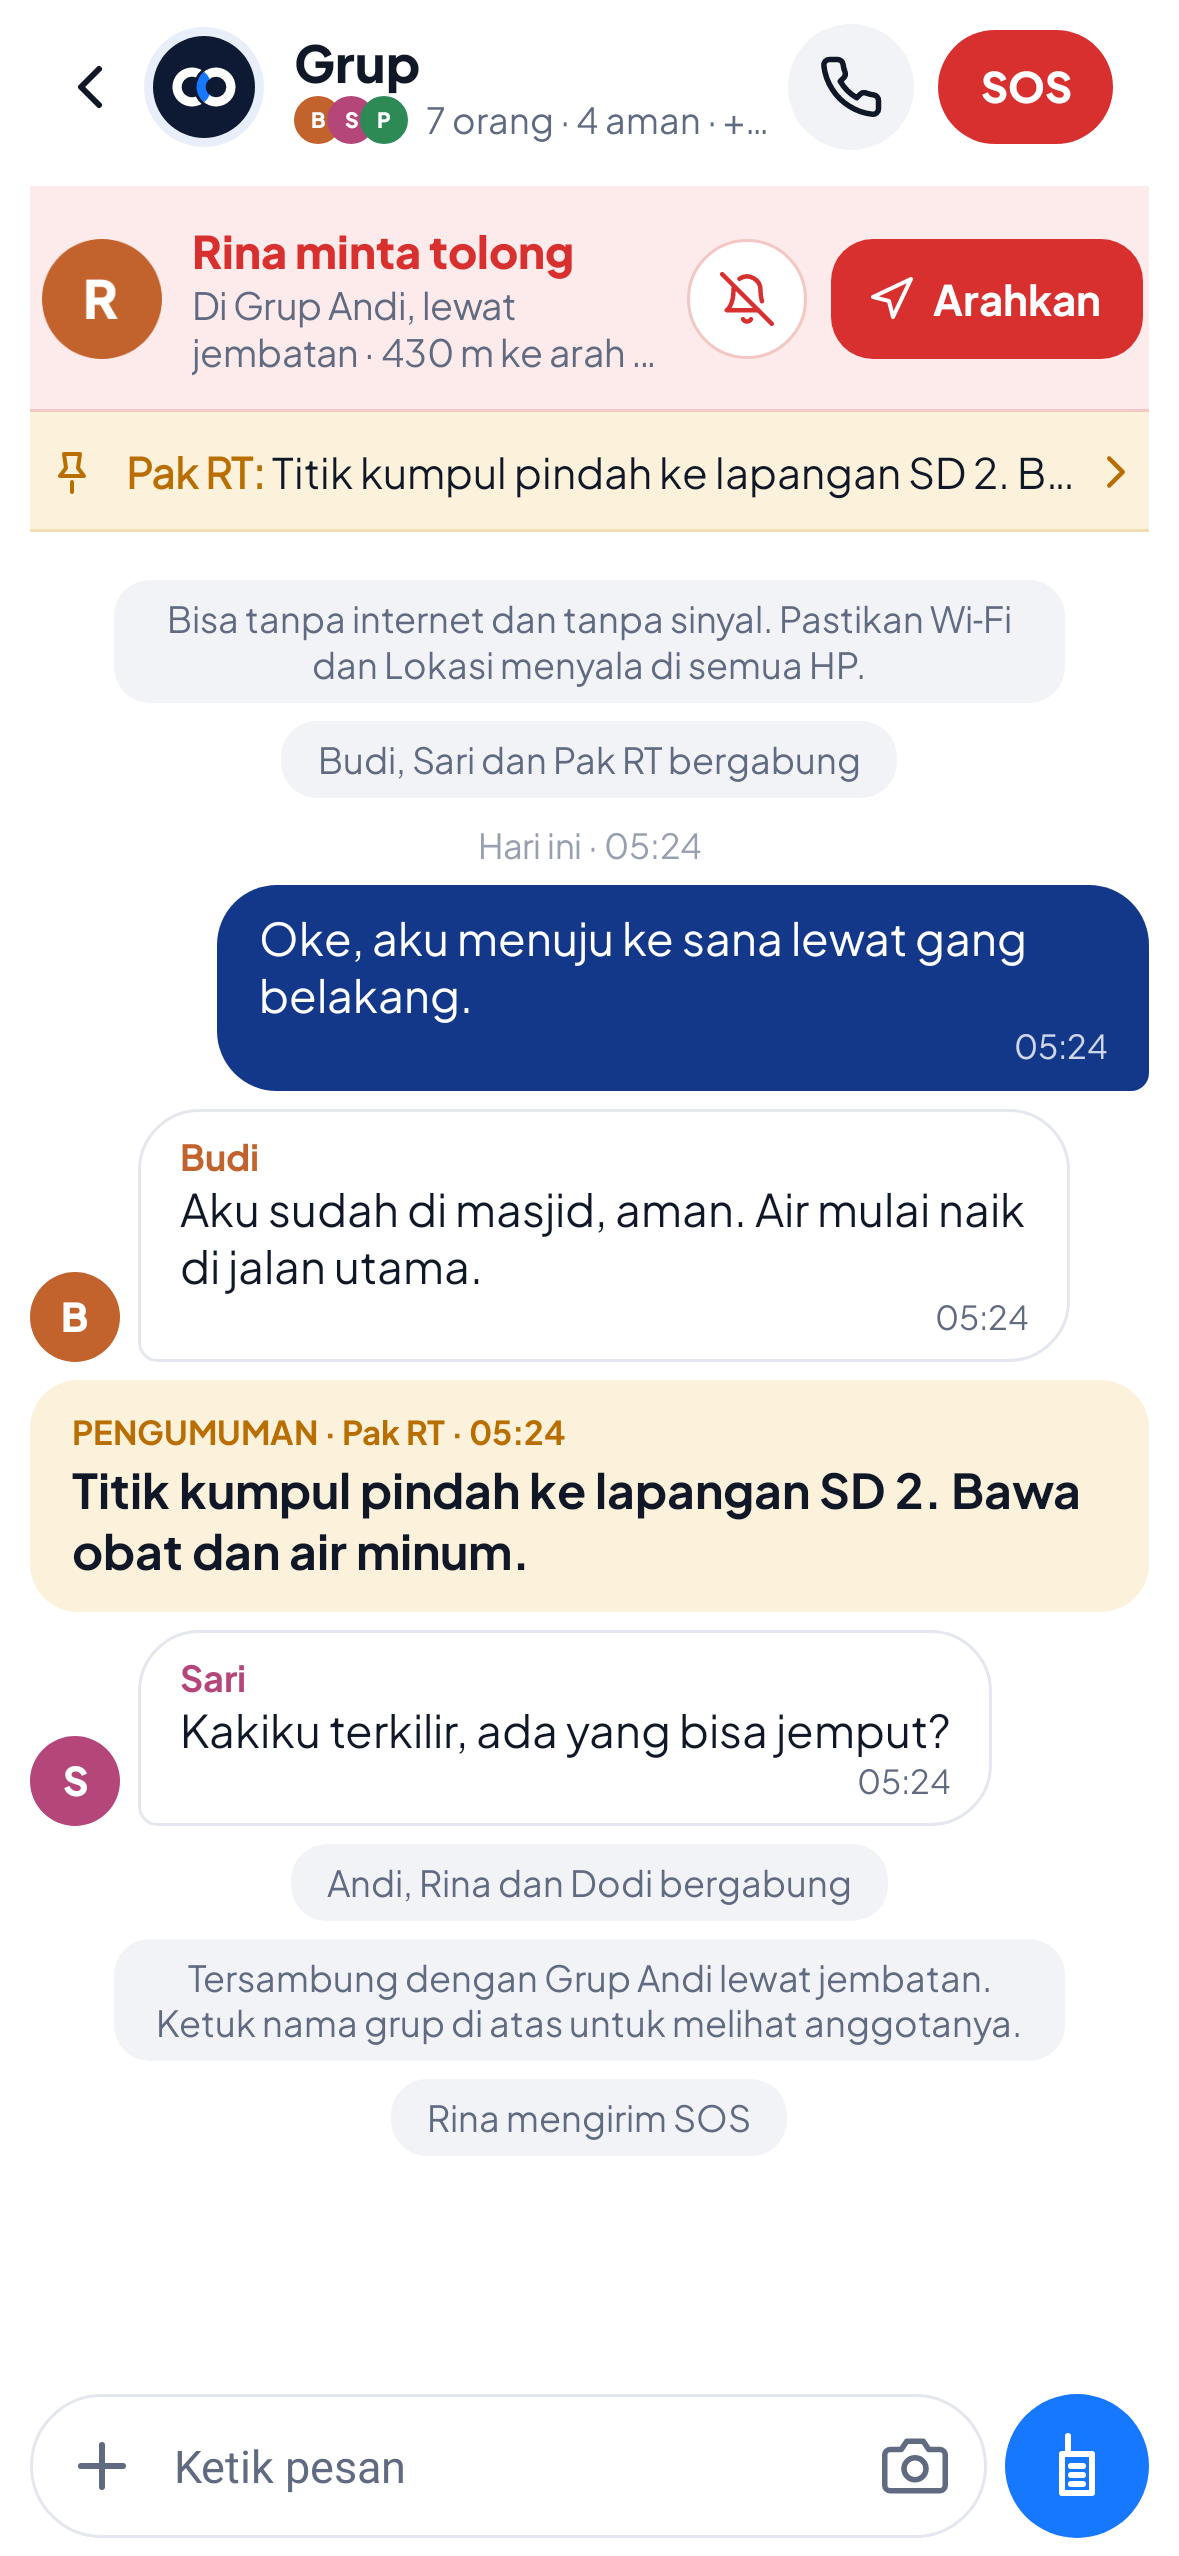 Grup
SOS
B S P 7 orang · 4 aman · +...
Rina minta tolong
R
Di Grup Andi, lewat
jembatan · 430 m ke arah ...
Arahkan
Pak RT: Titik kumpul pindah ke lapangan SD 2. B...
Bisa tanpa internet dan tanpa sinyal. Pastikan Wi-Fi
dan Lokasi menyala di semua HP.
Budi, Sari dan Pak RT bergabung
Hari ini · 05:24
Oke, aku menuju ke sana lewat gang
belakang.
05:24
Budi
Aku sudah di masjid, aman. Air mulai naik
di jalan utama.
B
05:24
PENGUMUMAN · Pak RT · 05:24
Titik kumpul pindah ke lapangan SD 2. Bawa
obat dan air minum.
Sari
Kakiku terkilir, ada yang bisa jemput?
S
05:24
Andi, Rina dan Dodi bergabung
Tersambung dengan Grup Andi lewat jembatan.
Ketuk nama grup di atas untuk melihat anggotanya.
Rina mengirim SOS
Ketik pesan